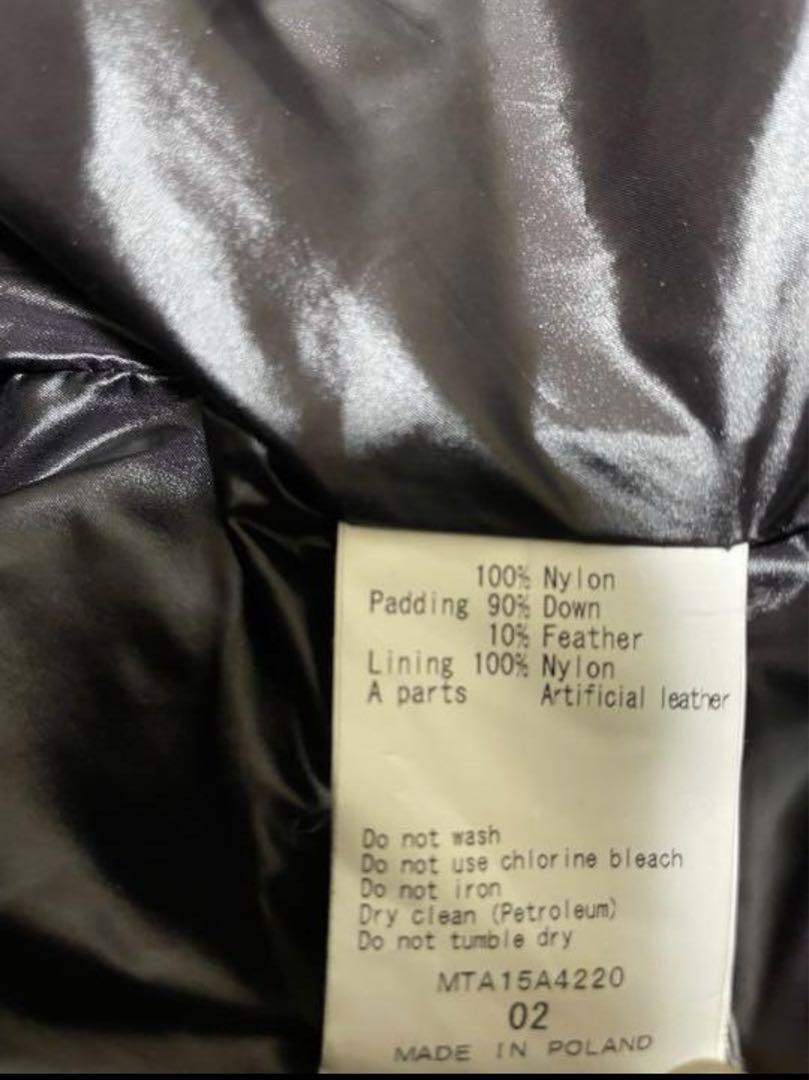 100% Nylon
Padding 90% Down
10% Feather
Lining 100% Nylon
A parts Artificial leather
Do not wash
Do not use chlorine bleach
Do not iron
Dry clean (Petroleum)
Do not tumble dry
MTA15A4220
02
MADE IN POLAND